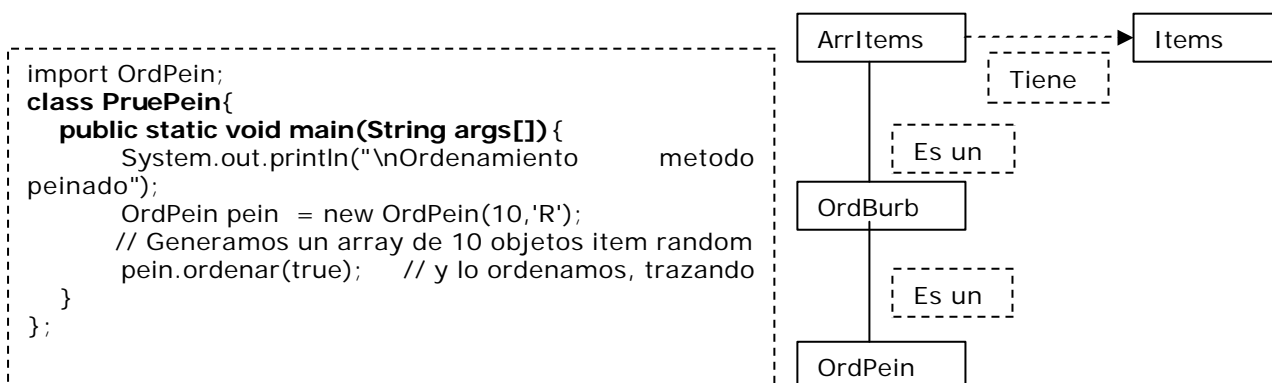 import OrdPein;
class PruePein{
public static void main(String args[]){
System.out.println("\nOrdenamiento metodo
peinado");
OrdPein pein = new OrdPein(10,'R');
// Generamos un array de 10 objetos item random
pein.ordenar(true); // y lo ordenamos, trazando
}
};
ArrItems
Items
Tiene
Es un
OrdBurb
Es un
OrdPein